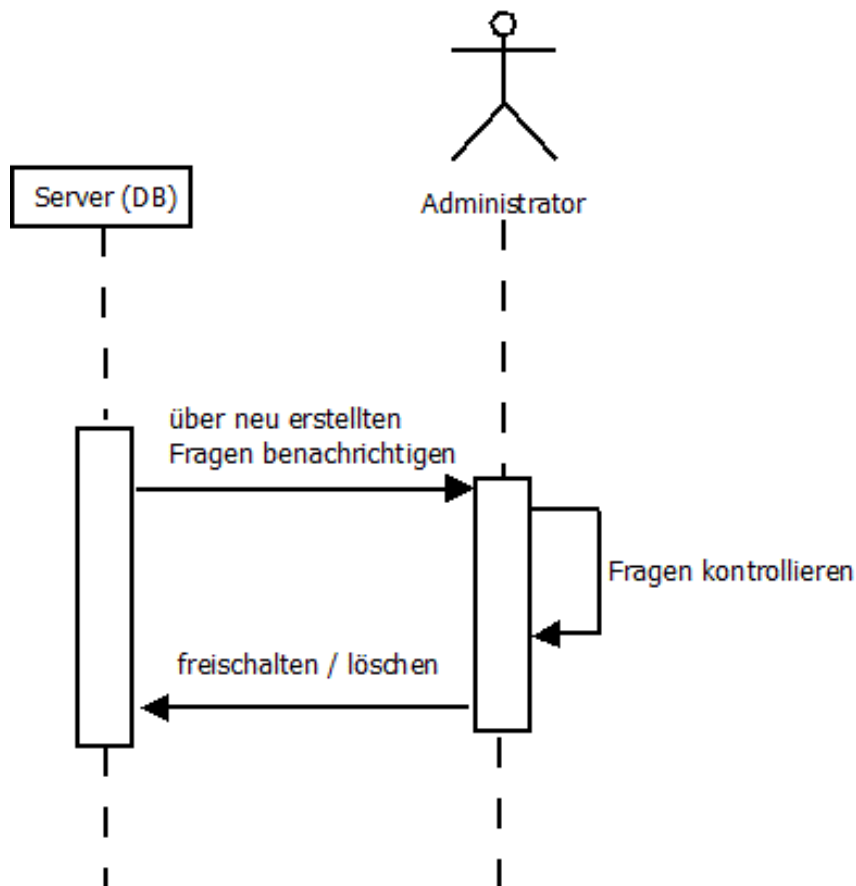 Server (DB)
Administrator
über neu erstellten
Fragen benachrichtigen
Fragen kontrollieren
freischalten / löschen